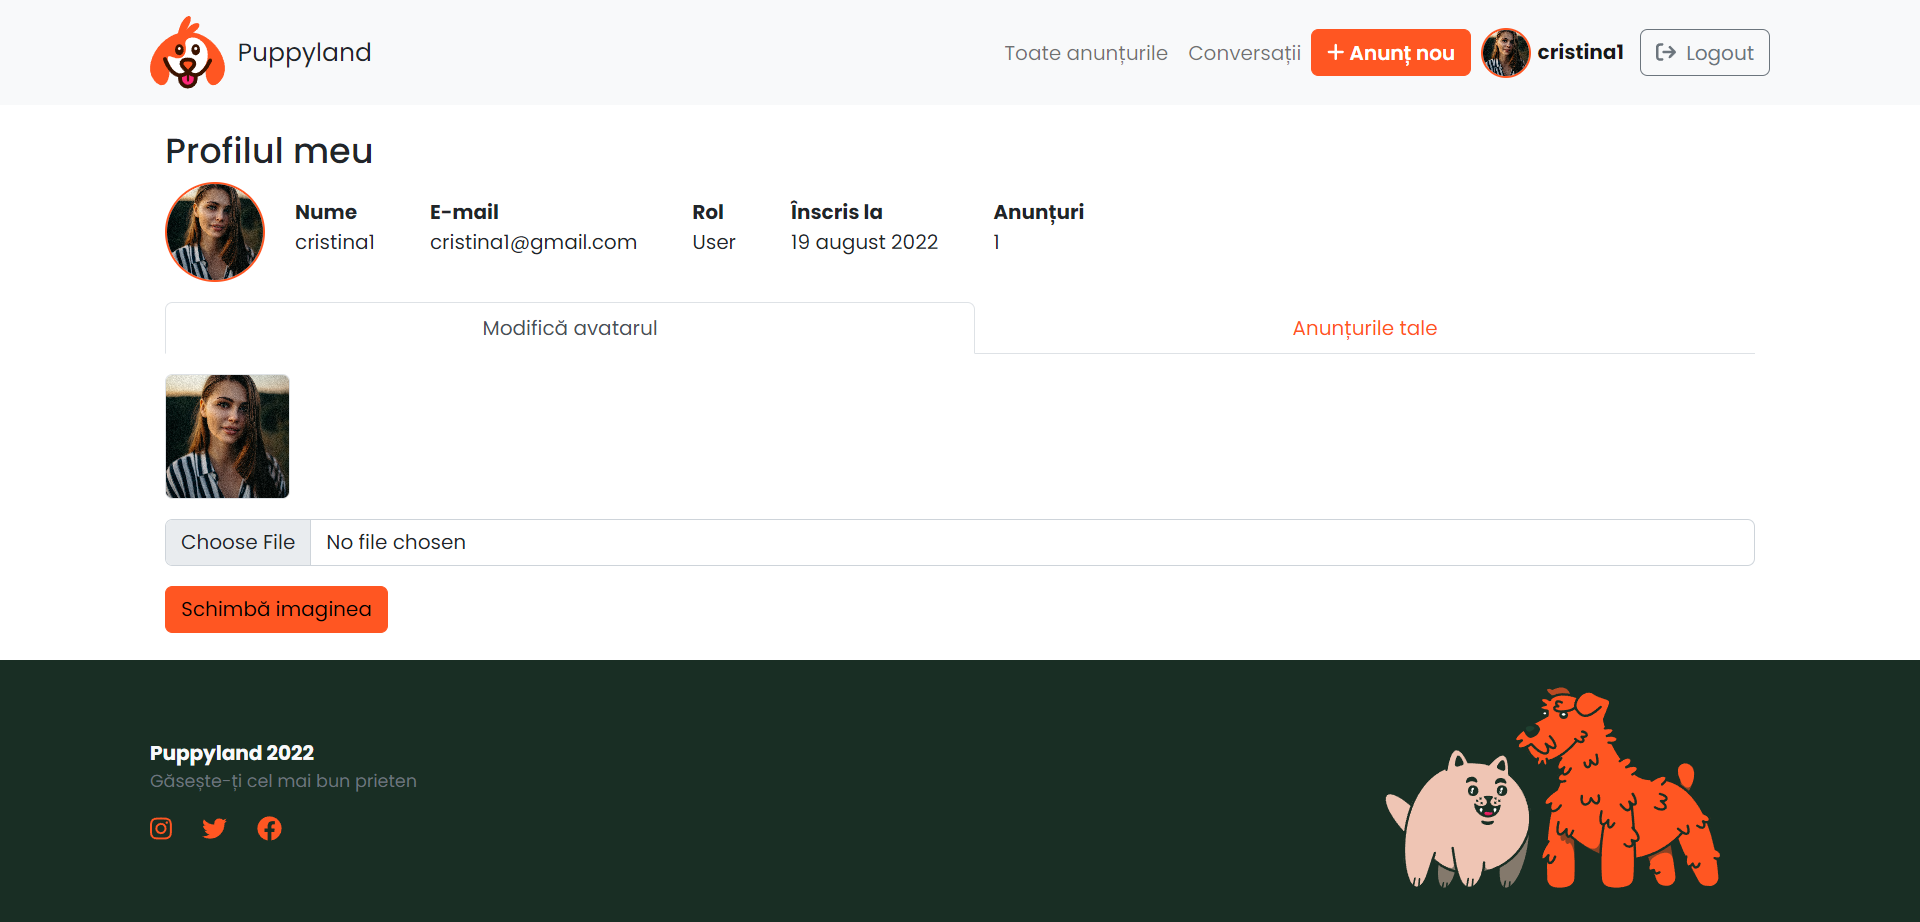 Puppyland
Toate anunțurile
Conversații
+ Anunț nou
cristina1
Logout
Profilul meu
Nume
cristina1
E-mail
cristina1@gmail.com
Rol
User
Înscris la
19 august 2022
Anunțuri
1
Modifică avatarul
Anunțurile tale
Choose File
No file chosen
Schimbă imaginea
Puppyland 2022
Găsește-ți cel mai bun prieten